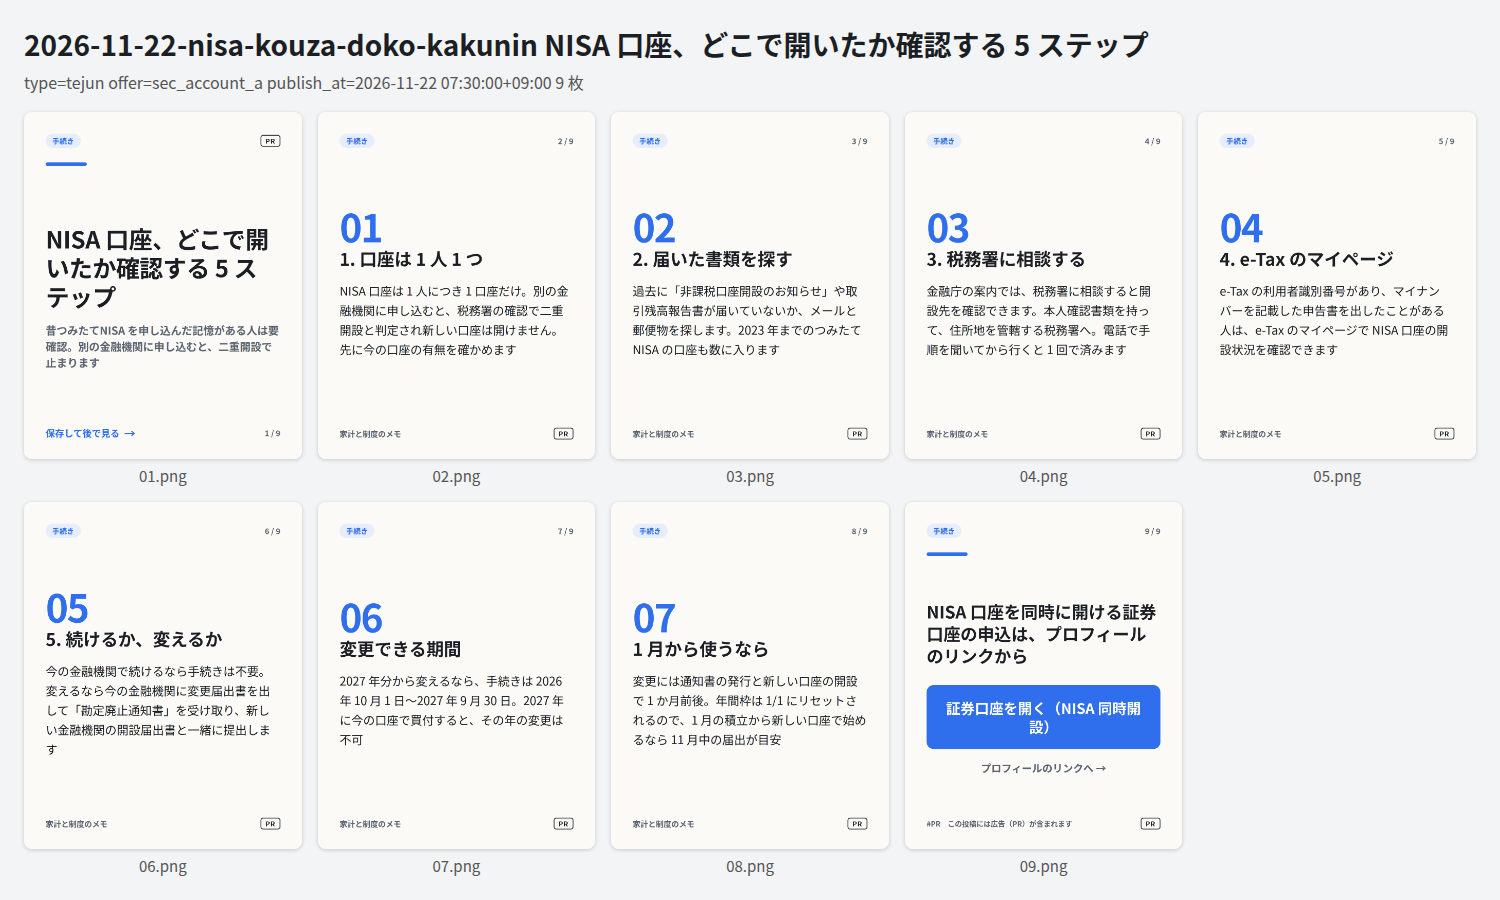 2026-11-22-nisa-kouza-doko-kakunin NISA 口座、どこで開いたか確認する 5 ステップ
type=tejun offer=sec_account_a publish_at=2026-11-22 07:30:00+09:00 9 枚
手続き
PR
NISA 口座、どこで開
いたか確認する 5 ス
テップ
昔つみたてNISA を申し込んだ記憶がある人は要
確認。別の金融機関に申し込むと、二重開設で
止まります
保存して後で見る →
1 / 9
01.png
手続き
2 / 9
01
1. 口座は 1 人 1 つ
NISA 口座は 1 人につき 1 口座だけ。別の金
融機関に申し込むと、税務署の確認で二重
開設と判定され新しい口座は開けません。
先に今の口座の有無を確かめます
家計と制度のメモ
PR
02.png
手続き
3 / 9
02
2. 届いた書類を探す
過去に「非課税口座開設のお知らせ」や取
引残高報告書が届いていないか、メールと
郵便物を探します。2023 年までのつみたて
NISA の口座も数に入ります
家計と制度のメモ
PR
03.png
手続き
4 / 9
03
3. 税務署に相談する
金融庁の案内では、税務署に相談すると開
設先を確認できます。本人確認書類を持っ
て、住所地を管轄する税務署へ。電話で手
順を聞いてから行くと 1 回で済みます
家計と制度のメモ
PR
04.png
手続き
5 / 9
04
4. e-Tax のマイページ
e-Tax の利用者識別番号があり、マイナン
バーを記載した申告書を出したことがある
人は、e-Tax のマイページで NISA 口座の開
設状況を確認できます
家計と制度のメモ
PR
05.png
手続き
6 / 9
05
5. 続けるか、変えるか
今の金融機関で続けるなら手続きは不要。
変えるなら今の金融機関に変更届出書を出
して「勘定廃止通知書」を受け取り、新し
い金融機関の開設届出書と一緒に提出しま
す
家計と制度のメモ
PR
06.png
手続き
7 / 9
06
変更できる期間
2027 年分から変えるなら、手続きは 2026
年 10 月 1 日〜2027 年 9 月 30 日。2027 年
に今の口座で買付すると、その年の変更は
不可
家計と制度のメモ
PR
07.png
手続き
8 / 9
07
1 月から使うなら
変更には通知書の発行と新しい口座の開設
で 1 か月前後。年間枠は 1/1 にリセットさ
れるので、1 月の積立から新しい口座で始め
るなら 11 月中の届出が目安
家計と制度のメモ
PR
08.png
手続き
9 / 9
NISA 口座を同時に開ける証券
口座の申込は、プロフィール
のリンクから
証券口座を開く（NISA 同時開
設）
プロフィールのリンクへ →
#PR この投稿には広告（PR）が含まれます
PR
09.png